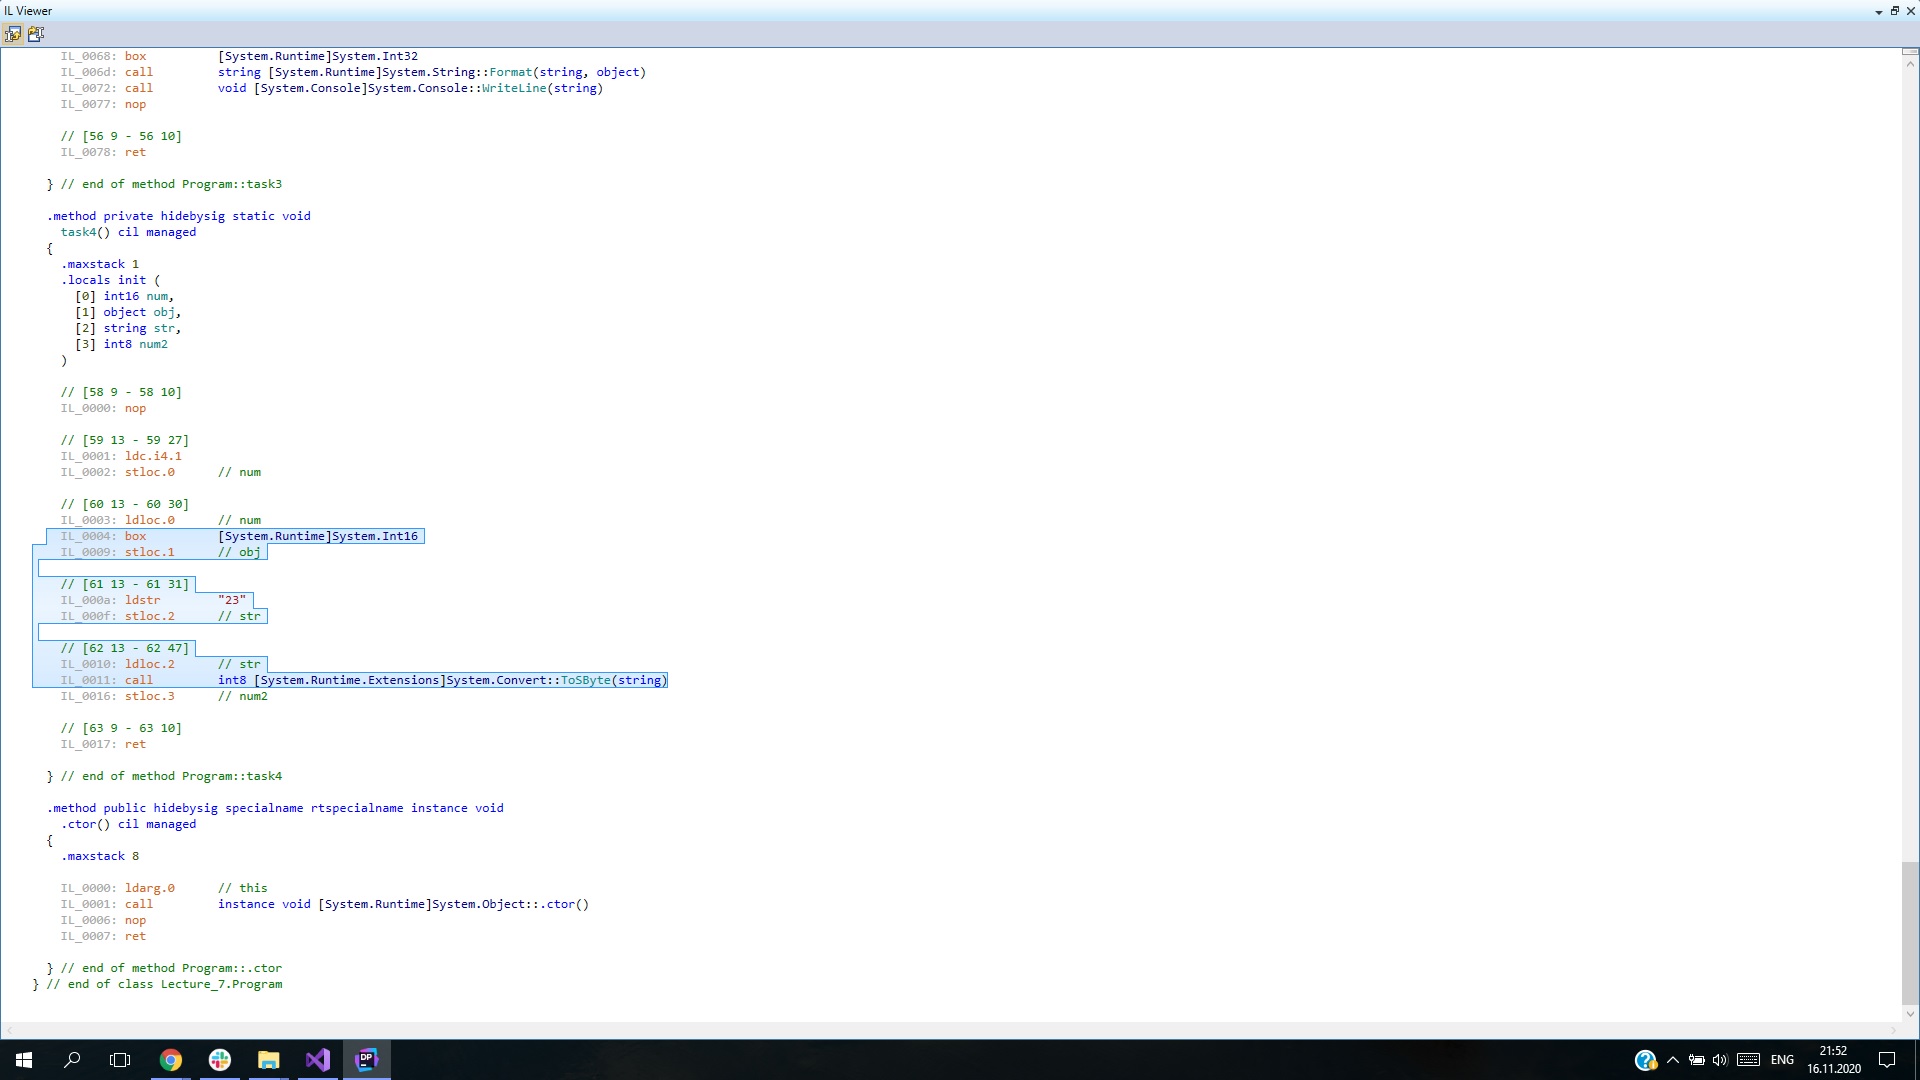 IL Viewer
IL_0068: box          [System.Runtime]System.Int32
IL_006d: call         string [System.Runtime]System.String::Format(string, object)
IL_0072: call         void [System.Console]System.Console::WriteLine(string)
IL_0077: nop
// [56 9 - 56 10]
IL_0078: ret
} // end of method Program::task3
.method private hidebysig static void
task4() cil managed
{
.maxstack 1
.locals init (
[0] int16 num,
[1] object obj,
[2] string str,
[3] int8 num2
)
// [58 9 - 58 10]
IL_0000: nop
// [59 13 - 59 27]
IL_0001: ldc.i4.1
IL_0002: stloc.0      // num
// [60 13 - 60 30]
IL_0003: ldloc.0      // num
IL_0004: box          [System.Runtime]System.Int16
IL_0009: stloc.1      // obj
// [61 13 - 61 31]
IL_000a: ldstr        "23"
IL_000f: stloc.2      // str
// [62 13 - 62 47]
IL_0010: ldloc.2      // str
IL_0011: call         int8 [System.Runtime.Extensions]System.Convert::ToSByte(string)
IL_0016: stloc.3      // num2
// [63 9 - 63 10]
IL_0017: ret
} // end of method Program::task4
.method public hidebysig specialname rtspecialname instance void
.ctor() cil managed
{
.maxstack 8
IL_0000: ldarg.0      // this
IL_0001: call         instance void [System.Runtime]System.Object::.ctor()
IL_0006: nop
IL_0007: ret
} // end of method Program::.ctor
} // end of class Lecture_7.Program
DP
ENG
21:52
16.11.2020